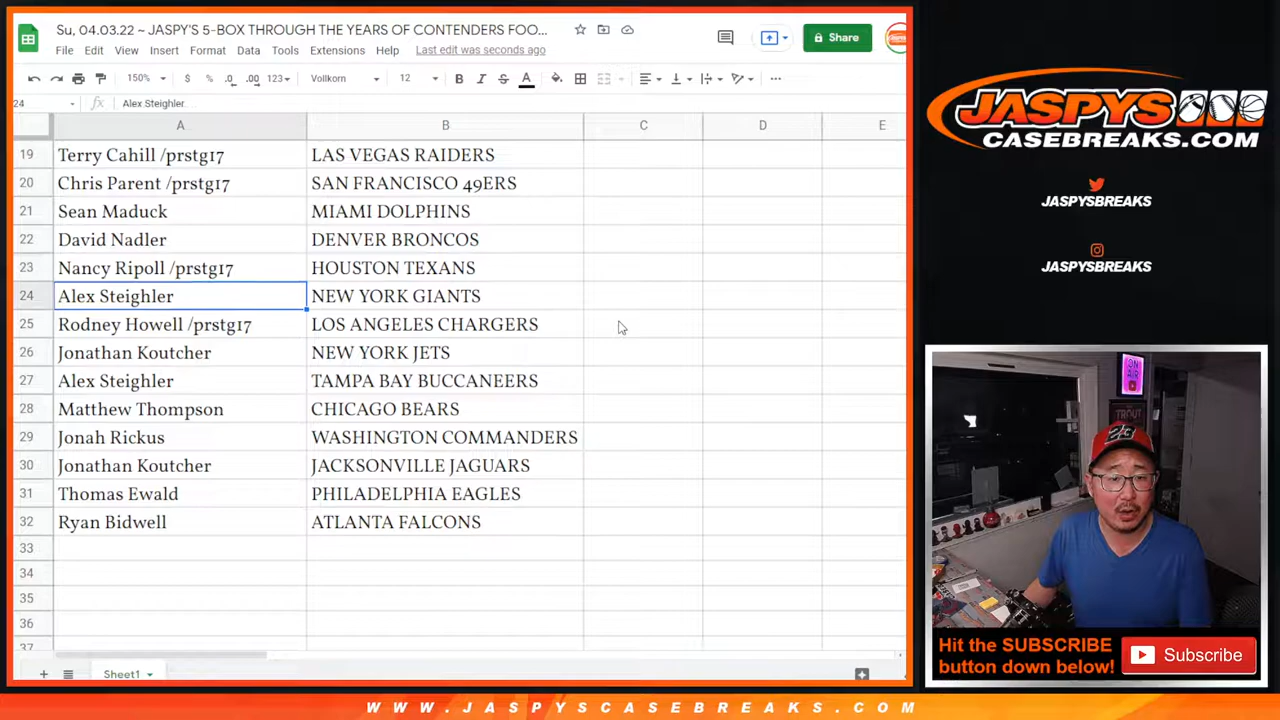 Su, 04.03.22 ~ JASPY'S 5-BOX THROUGH THE YEARS OF CONTENDERS FOO...
File Edit View Insert Format Data Tools Extensions Help Last edit was seconds ago
Share
150% $ % .0 .00 123 Vollkorn 12 B I S A
24 fx Alex Steighler
A B C D E
19 Terry Cahill /prstg17 LAS VEGAS RAIDERS
20 Chris Parent /prstg17 SAN FRANCISCO 49ERS
21 Sean Maduck MIAMI DOLPHINS
22 David Nadler DENVER BRONCOS
23 Nancy Ripoll /prstg17 HOUSTON TEXANS
24 Alex Steighler NEW YORK GIANTS
25 Rodney Howell /prstg17 LOS ANGELES CHARGERS
26 Jonathan Koutcher NEW YORK JETS
27 Alex Steighler TAMPA BAY BUCCANEERS
28 Matthew Thompson CHICAGO BEARS
29 Jonah Rickus WASHINGTON COMMANDERS
30 Jonathan Koutcher JACKSONVILLE JAGUARS
31 Thomas Ewald PHILADELPHIA EAGLES
32 Ryan Bidwell ATLANTA FALCONS
33
34
35
36
37
Sheet1
JASPYS
CASEBREAKS.COM
JASPYSBREAKS
JASPYSBREAKS
ON
AIR
TROUT
23
Hit the SUBSCRIBE
button down below!
Subscribe
WWW.JASPYSCASEBREAKS.COM